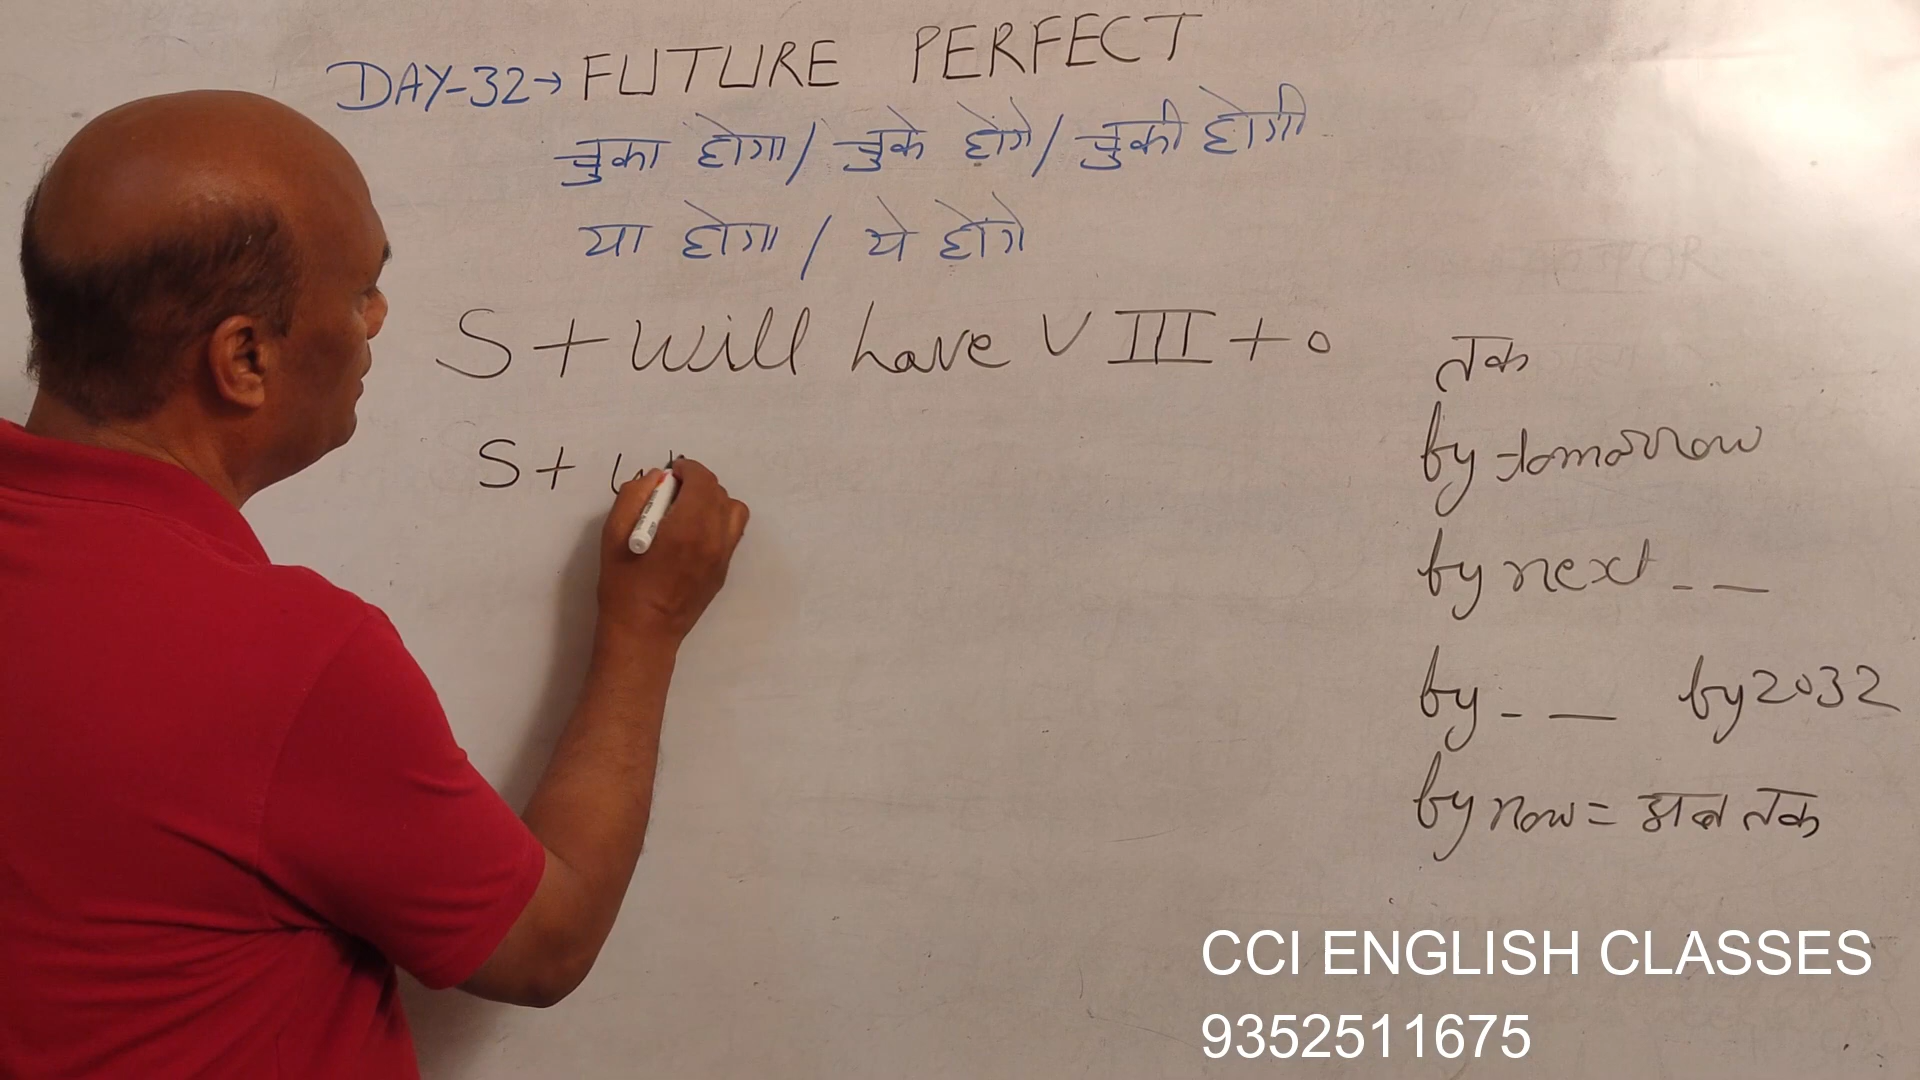 DAY-32→ FUTURE PERFECT
चुका होगा / चुके होंगे / चुकी होगी
या होगा / ये होंगे
S + will have V III + o
S +
तक
by tomorrow
by next - —
by - — by 2032
by now = अब तक
CCI ENGLISH CLASSES
9352511675